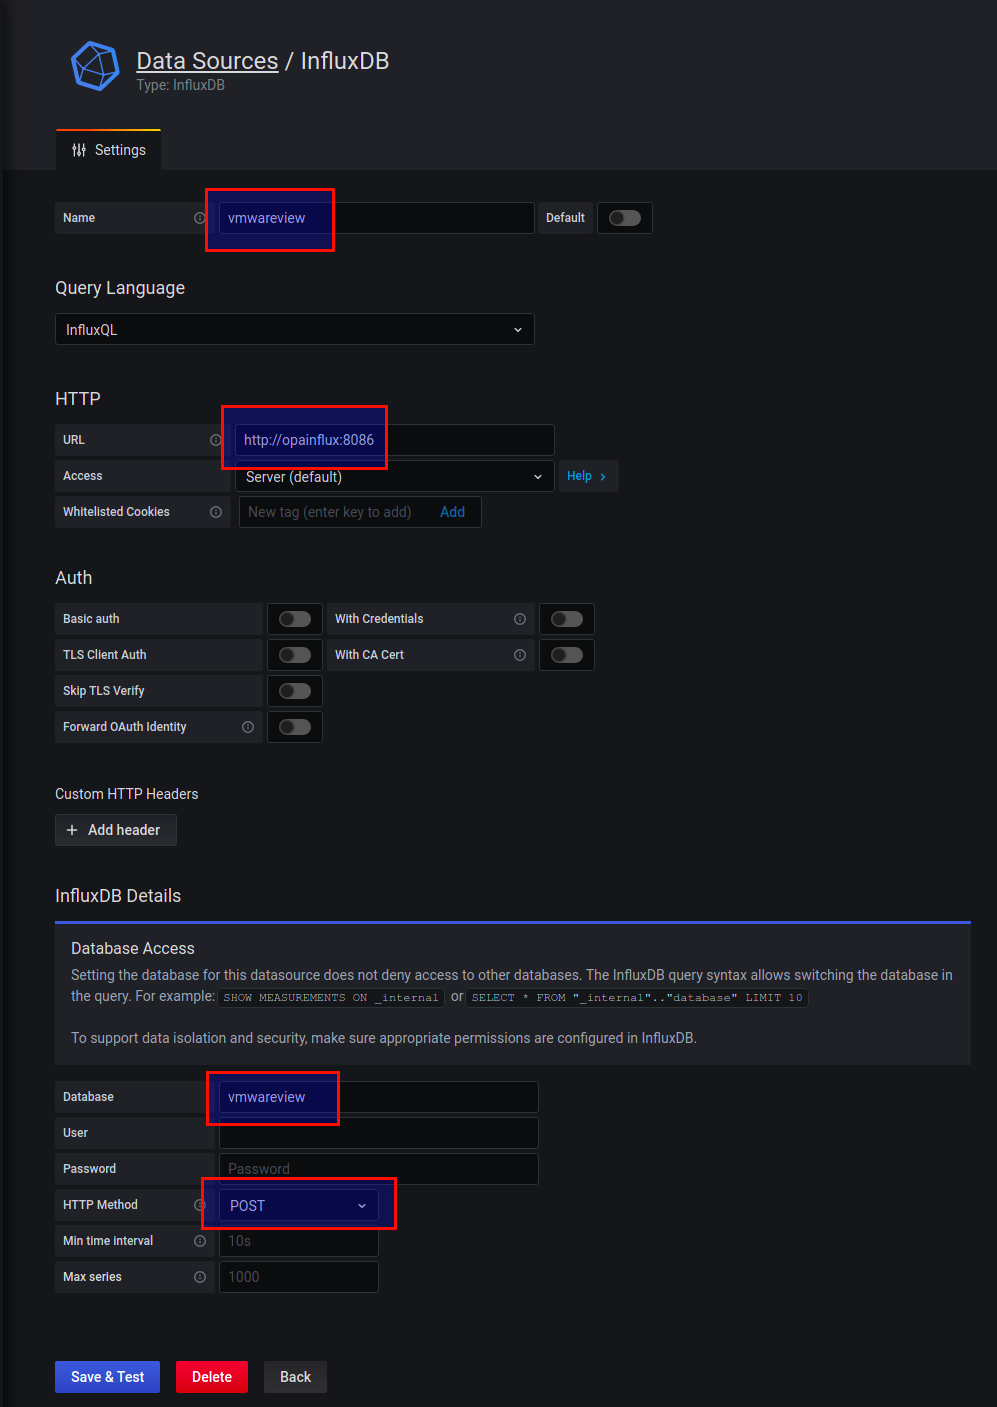 Data Sources / InfluxDB
Type: InfluxDB
Settings
Name vmwareview Default
Query Language
InfluxQL
HTTP
URL http://opainflux:8086
Access Server (default) Help >
Whitelisted Cookies New tag (enter key to add) Add
Auth
Basic auth With Credentials
TLS Client Auth With CA Cert
Skip TLS Verify
Forward OAuth Identity
Custom HTTP Headers
+ Add header
InfluxDB Details
Database Access
Setting the database for this datasource does not deny access to other databases. The InfluxDB query syntax allows switching the database in
the query. For example: SHOW MEASUREMENTS ON _internal or SELECT * FROM "_internal".."database" LIMIT 10
To support data isolation and security, make sure appropriate permissions are configured in InfluxDB.
Database vmwareview
User
Password Password
HTTP Method POST
Min time interval 10s
Max series 1000
Save & Test Delete Back